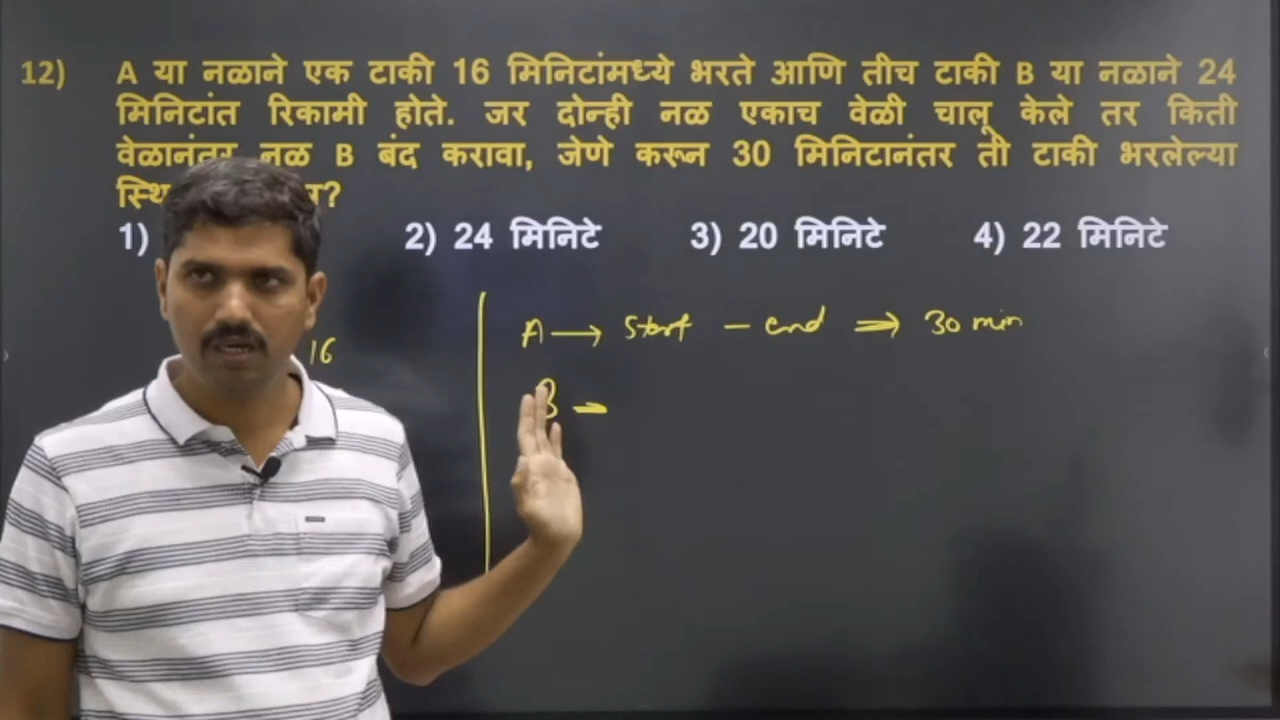 12) A या नळाने एक टाकी 16 मिनिटांमध्ये भरते आणि तीच टाकी B या नळाने 24
मिनिटांत रिकामी होते. जर दोन्ही नळ एकाच वेळी चालू केले तर किती
वेळानंतर नळ B बंद करावा, जेणे करून 30 मिनिटानंतर ती टाकी भरलेल्या
1) 2) 24 मिनिटे 3) 20 मिनिटे 4) 22 मिनिटे
A → Start - end ⇒ 30 min
16
B →